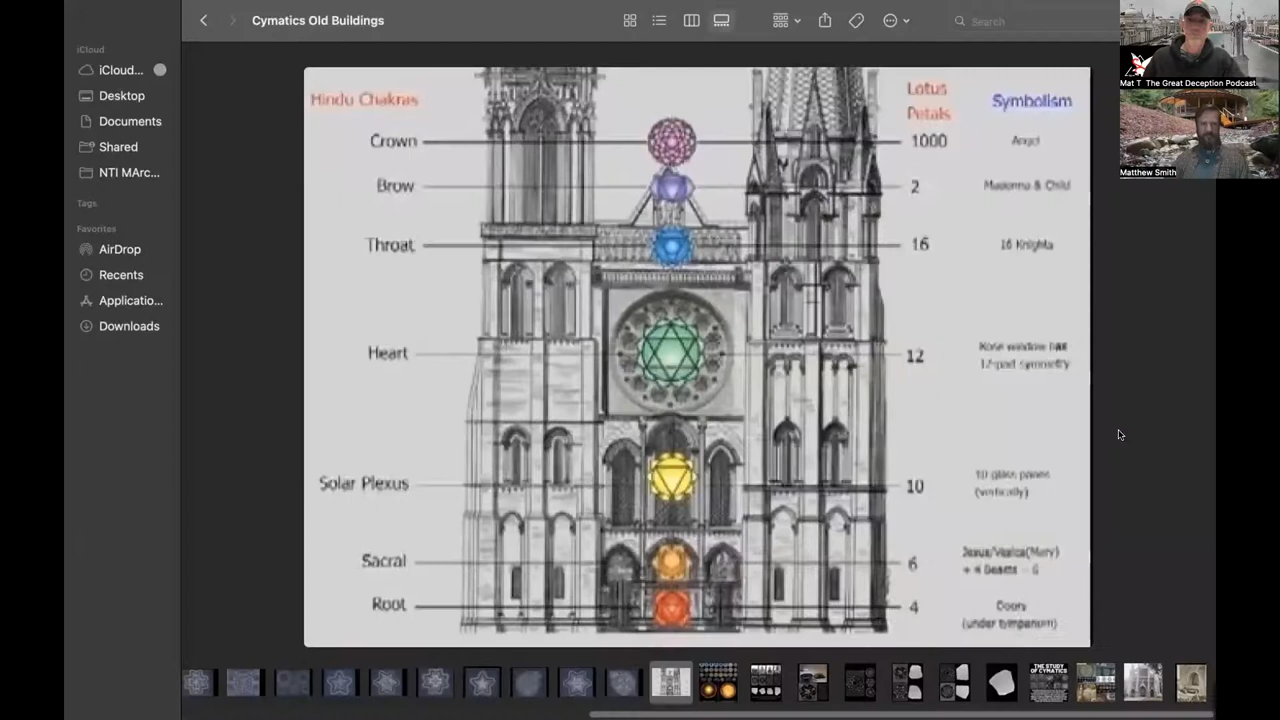 Cymatics Old Buildings
Search
Mat T The Great Deception Podcast
Matthew Smith
iCloud
iCloud...
Desktop
Documents
Shared
NTI MArc...
Tags
Favorites
AirDrop
Recents
Applicatio...
Downloads
Hindu Chakras
Lotus
Petals
Symbolism
Crown
1000
Angel
Brow
2
Madonna & Child
Throat
16
16 Knights
Heart
12
Rose window has
12-part symmetry
Solar Plexus
10
10 glass panes
(vertically)
Sacral
6
Jesus/Vesica(Mary)
+ 4 Beasts = 6
Root
4
Doors
(under tympanum)
THE STUDY
OF CYMATICS